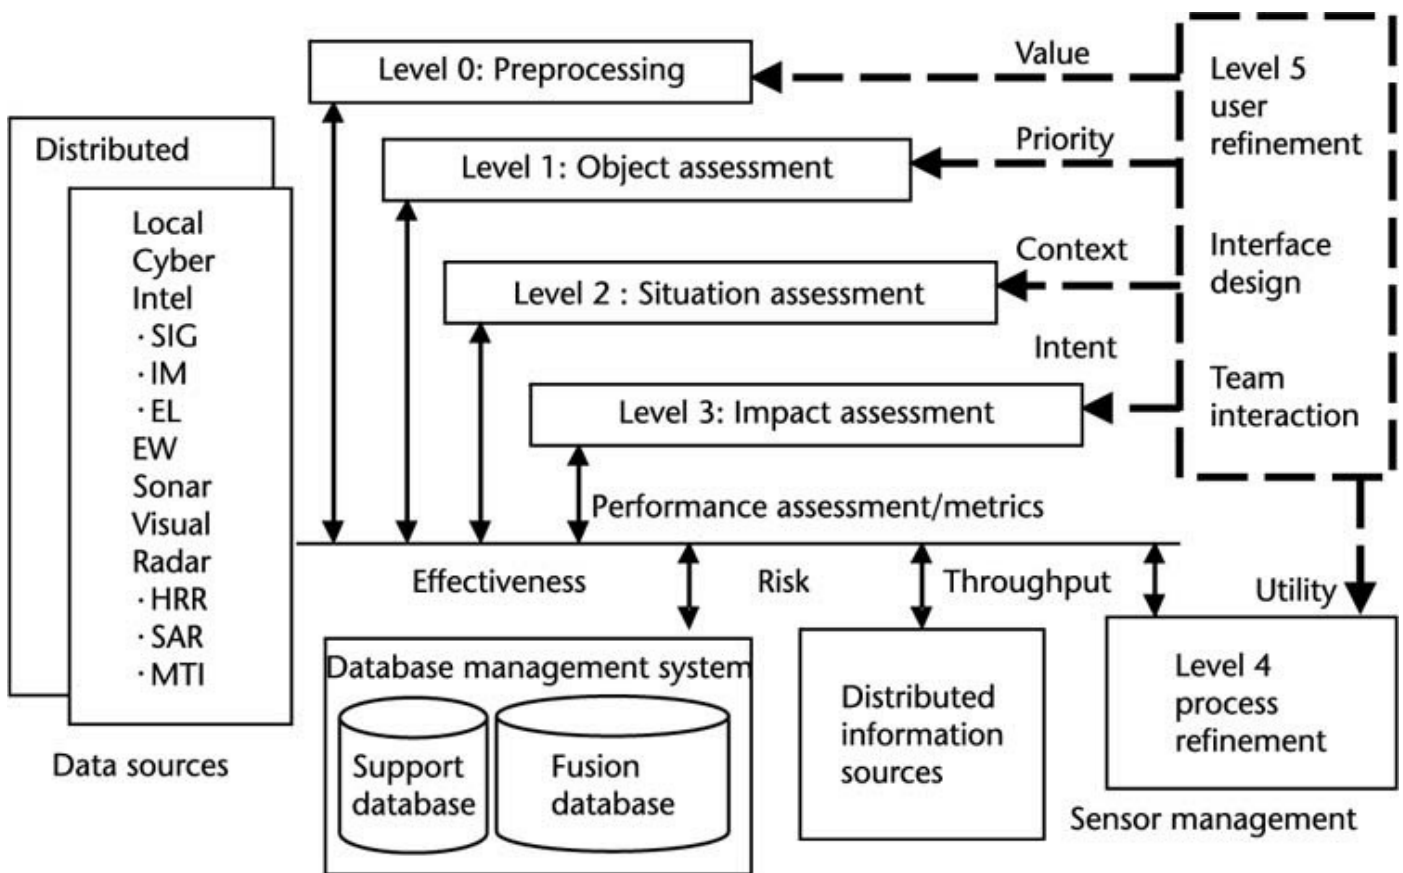 Level 0: Preprocessing
Value
Level 5
user
refinement
Distributed
Level 1: Object assessment
Priority
Local
Cyber
Intel
· SIG
· IM
· EL
EW
Sonar
Visual
Radar
· HRR
· SAR
· MTI
Data sources
Level 2 : Situation assessment
Context
Interface
design
Intent
Level 3: Impact assessment
Team
interaction
Performance assessment/metrics
Effectiveness
Risk
Throughput
Utility
Database management system
Support
database
Fusion
database
Distributed
information
sources
Level 4
process
refinement
Sensor management